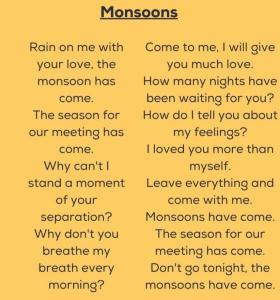 Monsoons
Rain on me with
your love, the
monsoon has
come.
The season for
our meeting has
come.
Why can't I
stand a moment
of your
separation?
Why don't you
breathe my
breath every
morning?
Come to me, I will give
you much love.
How many nights have
been waiting for you?
How do I tell you about
my feelings?
I loved you more than
myself.
Leave everything and
come with me.
Monsoons have come.
The season for our
meeting has come.
Don't go tonight, the
monsoons have come.